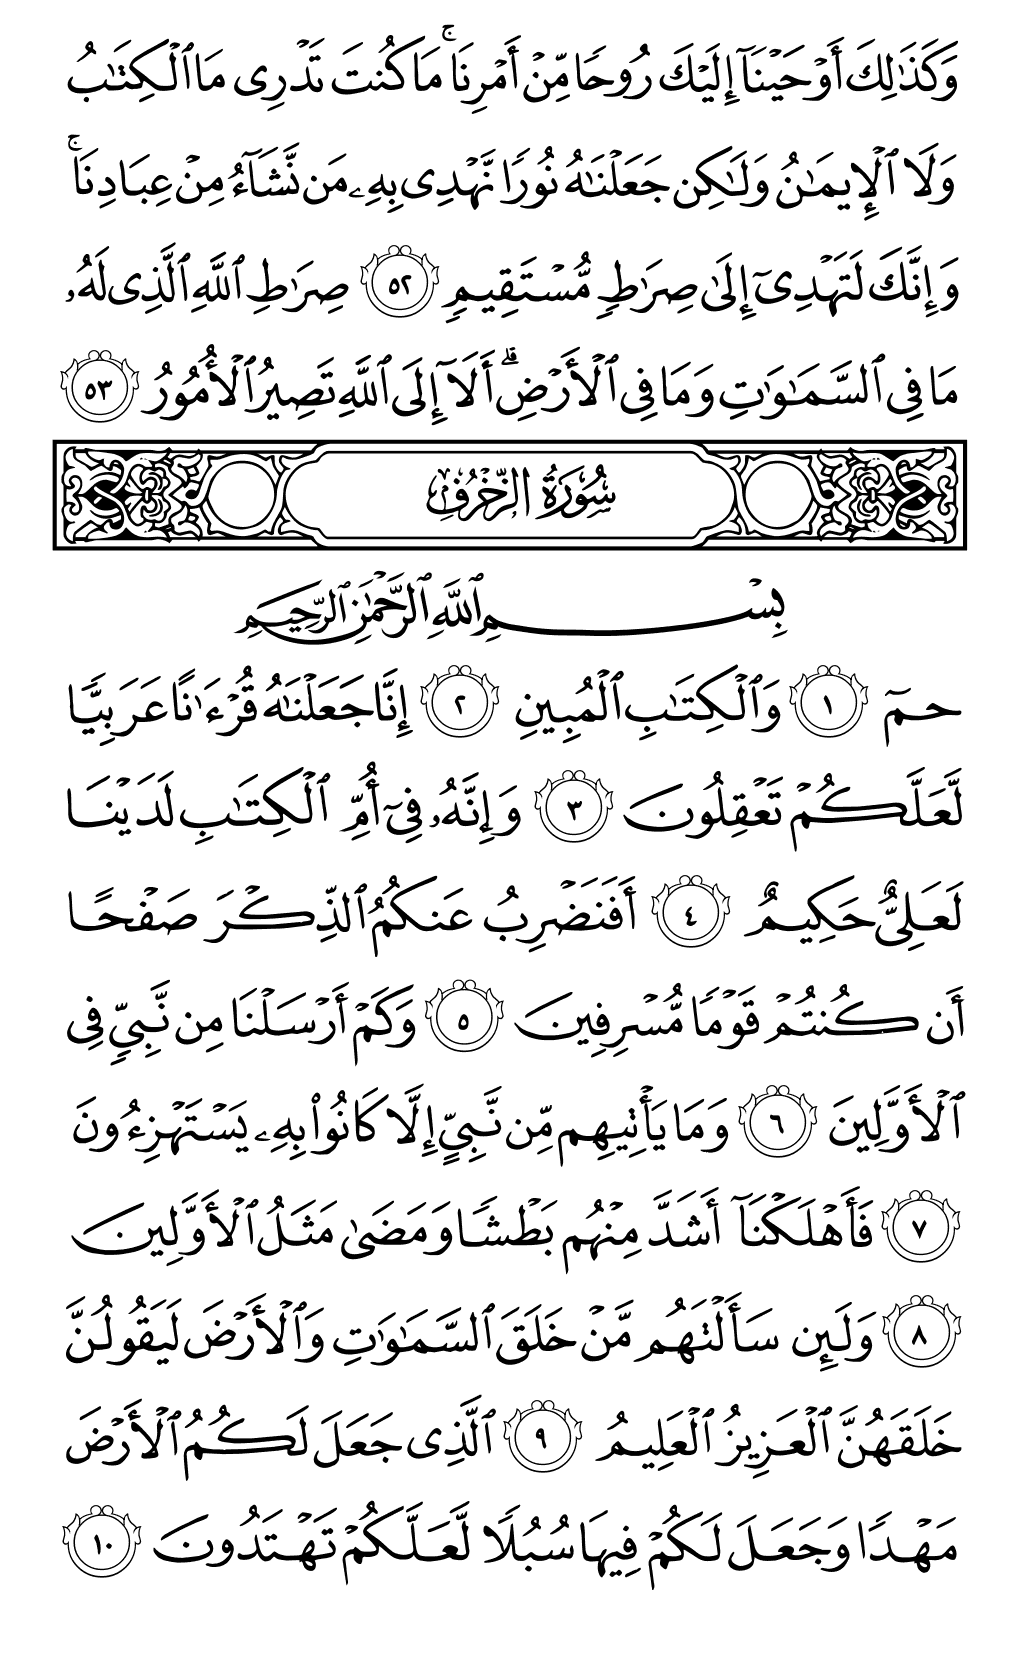 وَكَذَٰلِكَ أَوْحَيْنَآ إِلَيْكَ رُوحًا مِّنْ أَمْرِنَا ۚ مَا كُنتَ تَدْرِى مَا ٱلْكِتَٰبُ
وَلَا ٱلْإِيمَٰنُ وَلَٰكِن جَعَلْنَٰهُ نُورًا نَّهْدِى بِهِۦ مَن نَّشَآءُ مِنْ عِبَادِنَا ۚ
وَإِنَّكَ لَتَهْدِىٓ إِلَىٰ صِرَٰطٍ مُّسْتَقِيمٍ ٥٢ صِرَٰطِ ٱللَّهِ ٱلَّذِى لَهُۥ
مَا فِى ٱلسَّمَٰوَٰتِ وَمَا فِى ٱلْأَرْضِ ۗ أَلَآ إِلَى ٱللَّهِ تَصِيرُ ٱلْأُمُورُ ٥٣
سُورَةُ الزُّخْرُفِ
بِسْمِ ٱللَّهِ ٱلرَّحْمَٰنِ ٱلرَّحِيمِ
حمٓ ١ وَٱلْكِتَٰبِ ٱلْمُبِينِ ٢ إِنَّا جَعَلْنَٰهُ قُرْءَٰنًا عَرَبِيًّا
لَّعَلَّكُمْ تَعْقِلُونَ ٣ وَإِنَّهُۥ فِىٓ أُمِّ ٱلْكِتَٰبِ لَدَيْنَا
لَعَلِىٌّ حَكِيمٌ ٤ أَفَنَضْرِبُ عَنكُمُ ٱلذِّكْرَ صَفْحًا
أَن كُنتُمْ قَوْمًا مُّسْرِفِينَ ٥ وَكَمْ أَرْسَلْنَا مِن نَّبِىٍّ فِى
ٱلْأَوَّلِينَ ٦ وَمَا يَأْتِيهِم مِّن نَّبِىٍّ إِلَّا كَانُوا۟ بِهِۦ يَسْتَهْزِءُونَ
٧ فَأَهْلَكْنَآ أَشَدَّ مِنْهُم بَطْشًا وَمَضَىٰ مَثَلُ ٱلْأَوَّلِينَ
٨ وَلَئِن سَأَلْتَهُم مَّنْ خَلَقَ ٱلسَّمَٰوَٰتِ وَٱلْأَرْضَ لَيَقُولُنَّ
خَلَقَهُنَّ ٱلْعَزِيزُ ٱلْعَلِيمُ ٩ ٱلَّذِى جَعَلَ لَكُمُ ٱلْأَرْضَ
مَهْدًا وَجَعَلَ لَكُمْ فِيهَا سُبُلًا لَّعَلَّكُمْ تَهْتَدُونَ ١٠